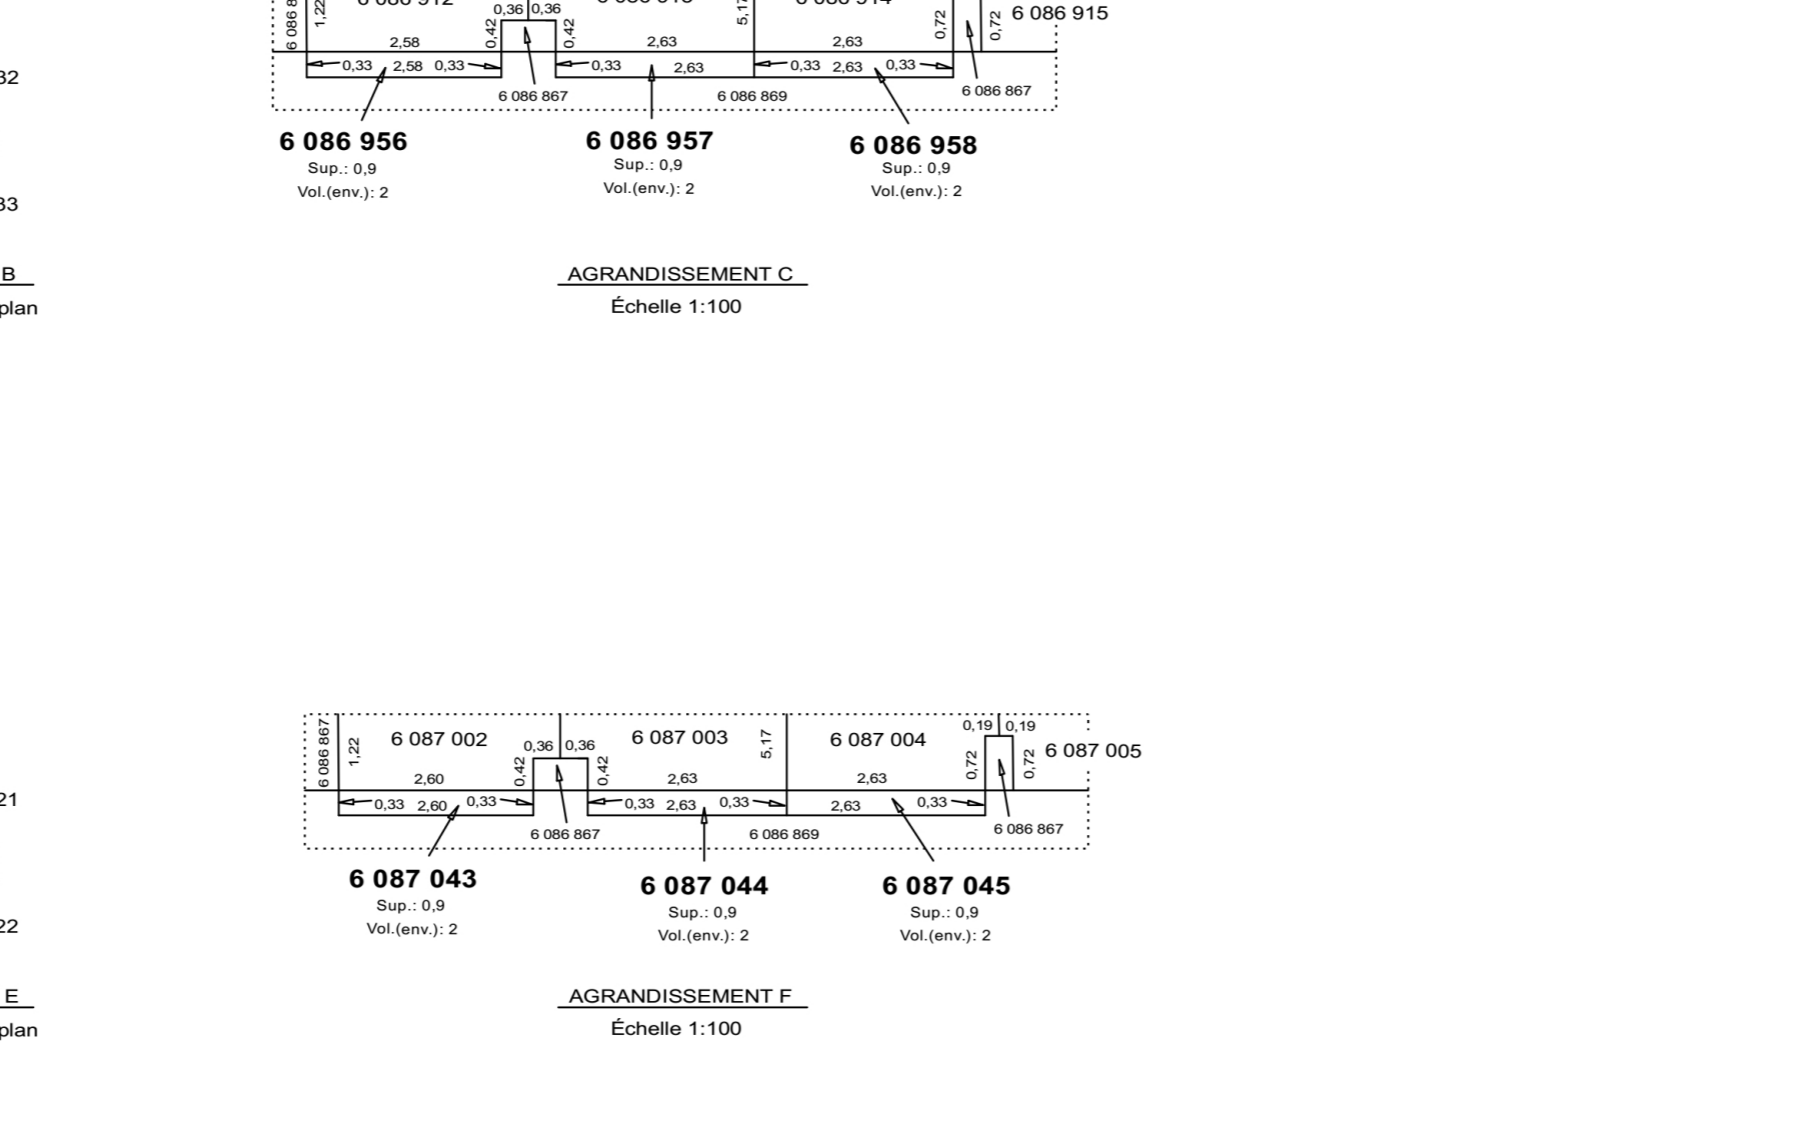 0,36 0,36
6 086 915
1,22
0,42
0,42
0,72
0,72
2,58
2,63
2,63
32
0,33 2,58 0,33
0,33 2,63
0,33 2,63 0,33
6 086 867
6 086 869
6 086 867
6 086 956
Sup.: 0,9
Vol.(env.): 2
6 086 957
Sup.: 0,9
Vol.(env.): 2
6 086 958
Sup.: 0,9
Vol.(env.): 2
33
B
plan
AGRANDISSEMENT C
Échelle 1:100
6 086 867
1,22
6 087 002
0,36 0,36
6 087 003
5,17
6 087 004
0,19 0,19
6 087 005
0,42
0,42
0,72
0,72
2,60
2,63
2,63
21
0,33 2,60 0,33
0,33 2,63 0,33
2,63 0,33
6 086 867
6 086 869
6 086 867
6 087 043
Sup.: 0,9
Vol.(env.): 2
6 087 044
Sup.: 0,9
Vol.(env.): 2
6 087 045
Sup.: 0,9
Vol.(env.): 2
22
E
plan
AGRANDISSEMENT F
Échelle 1:100